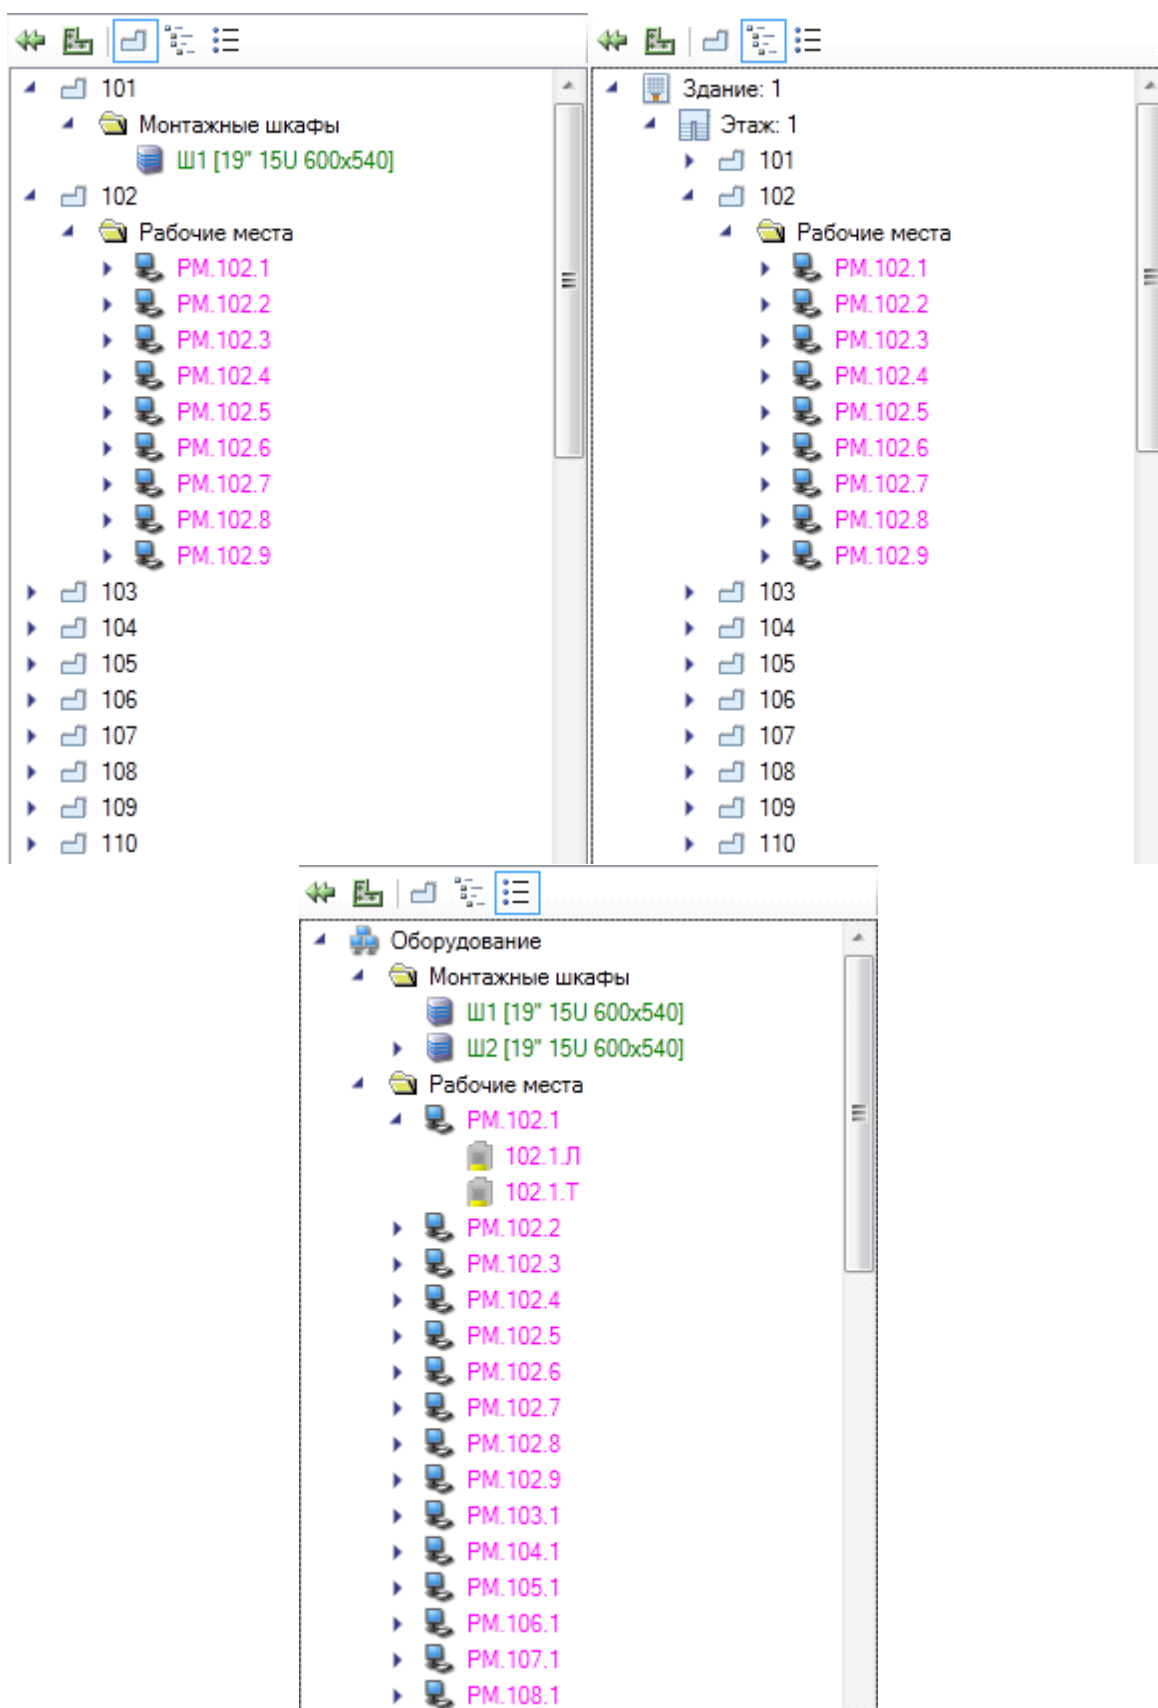 101
Монтажные шкафы
Ш1 [19" 15U 600x540]
102
Рабочие места
РМ.102.1
РМ.102.2
РМ.102.3
РМ.102.4
РМ.102.5
РМ.102.6
РМ.102.7
РМ.102.8
РМ.102.9
103
104
105
106
107
108
109
110
Здание: 1
Этаж: 1
101
102
Рабочие места
РМ.102.1
РМ.102.2
РМ.102.3
РМ.102.4
РМ.102.5
РМ.102.6
РМ.102.7
РМ.102.8
РМ.102.9
103
104
105
106
107
108
109
110
Оборудование
Монтажные шкафы
Ш1 [19" 15U 600x540]
Ш2 [19" 15U 600x540]
Рабочие места
РМ.102.1
102.1.Л
102.1.Т
РМ.102.2
РМ.102.3
РМ.102.4
РМ.102.5
РМ.102.6
РМ.102.7
РМ.102.8
РМ.102.9
РМ.103.1
РМ.104.1
РМ.105.1
РМ.106.1
РМ.107.1
РМ.108.1